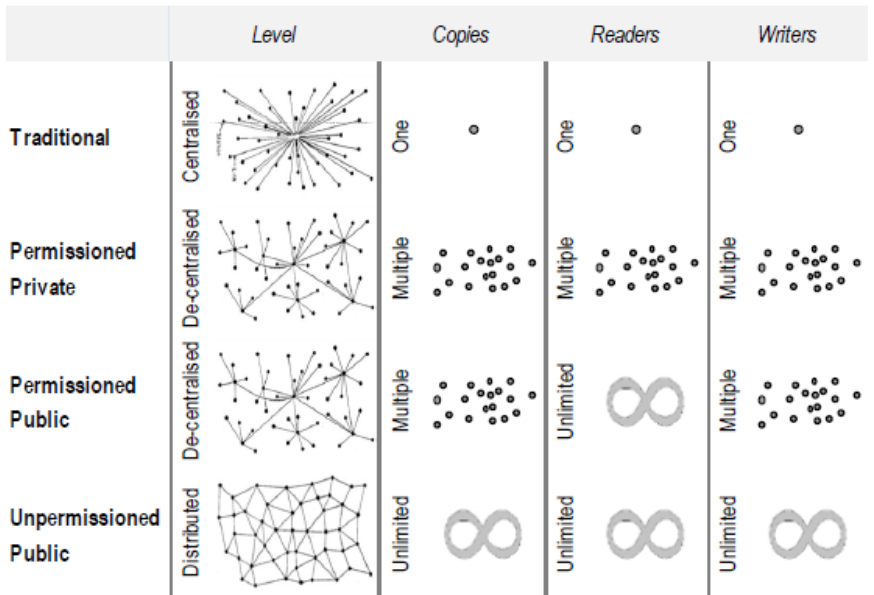 Level Copies Readers Writers
Traditional Centralised One One One
Permissioned
Private De-centralised Multiple Multiple Multiple
Permissioned
Public De-centralised Multiple Unlimited Multiple
Unpermissioned
Public Distributed Unlimited Unlimited Unlimited